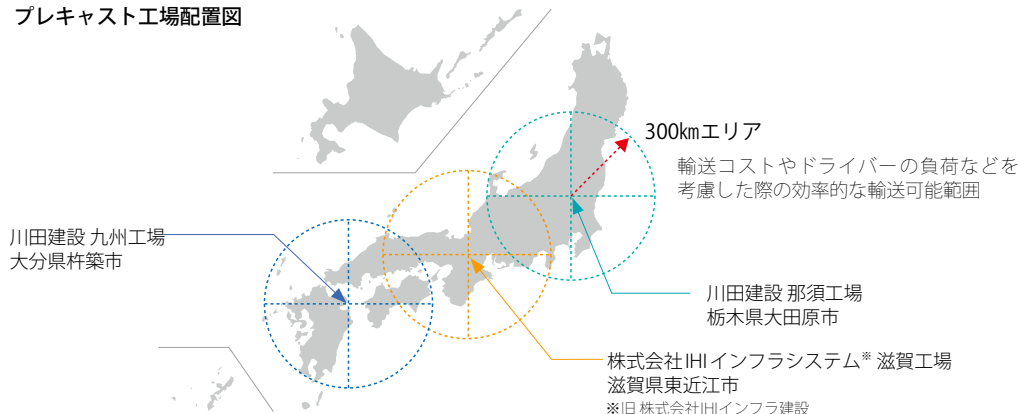 プレキャスト工場配置図
300kmエリア
輸送コストやドライバーの負荷などを
考慮した際の効率的な輸送可能範囲
川田建設 九州工場
大分県杵築市
川田建設 那須工場
栃木県大田原市
株式会社IHIインフラシステム※ 滋賀工場
滋賀県東近江市
※旧 株式会社IHIインフラ建設